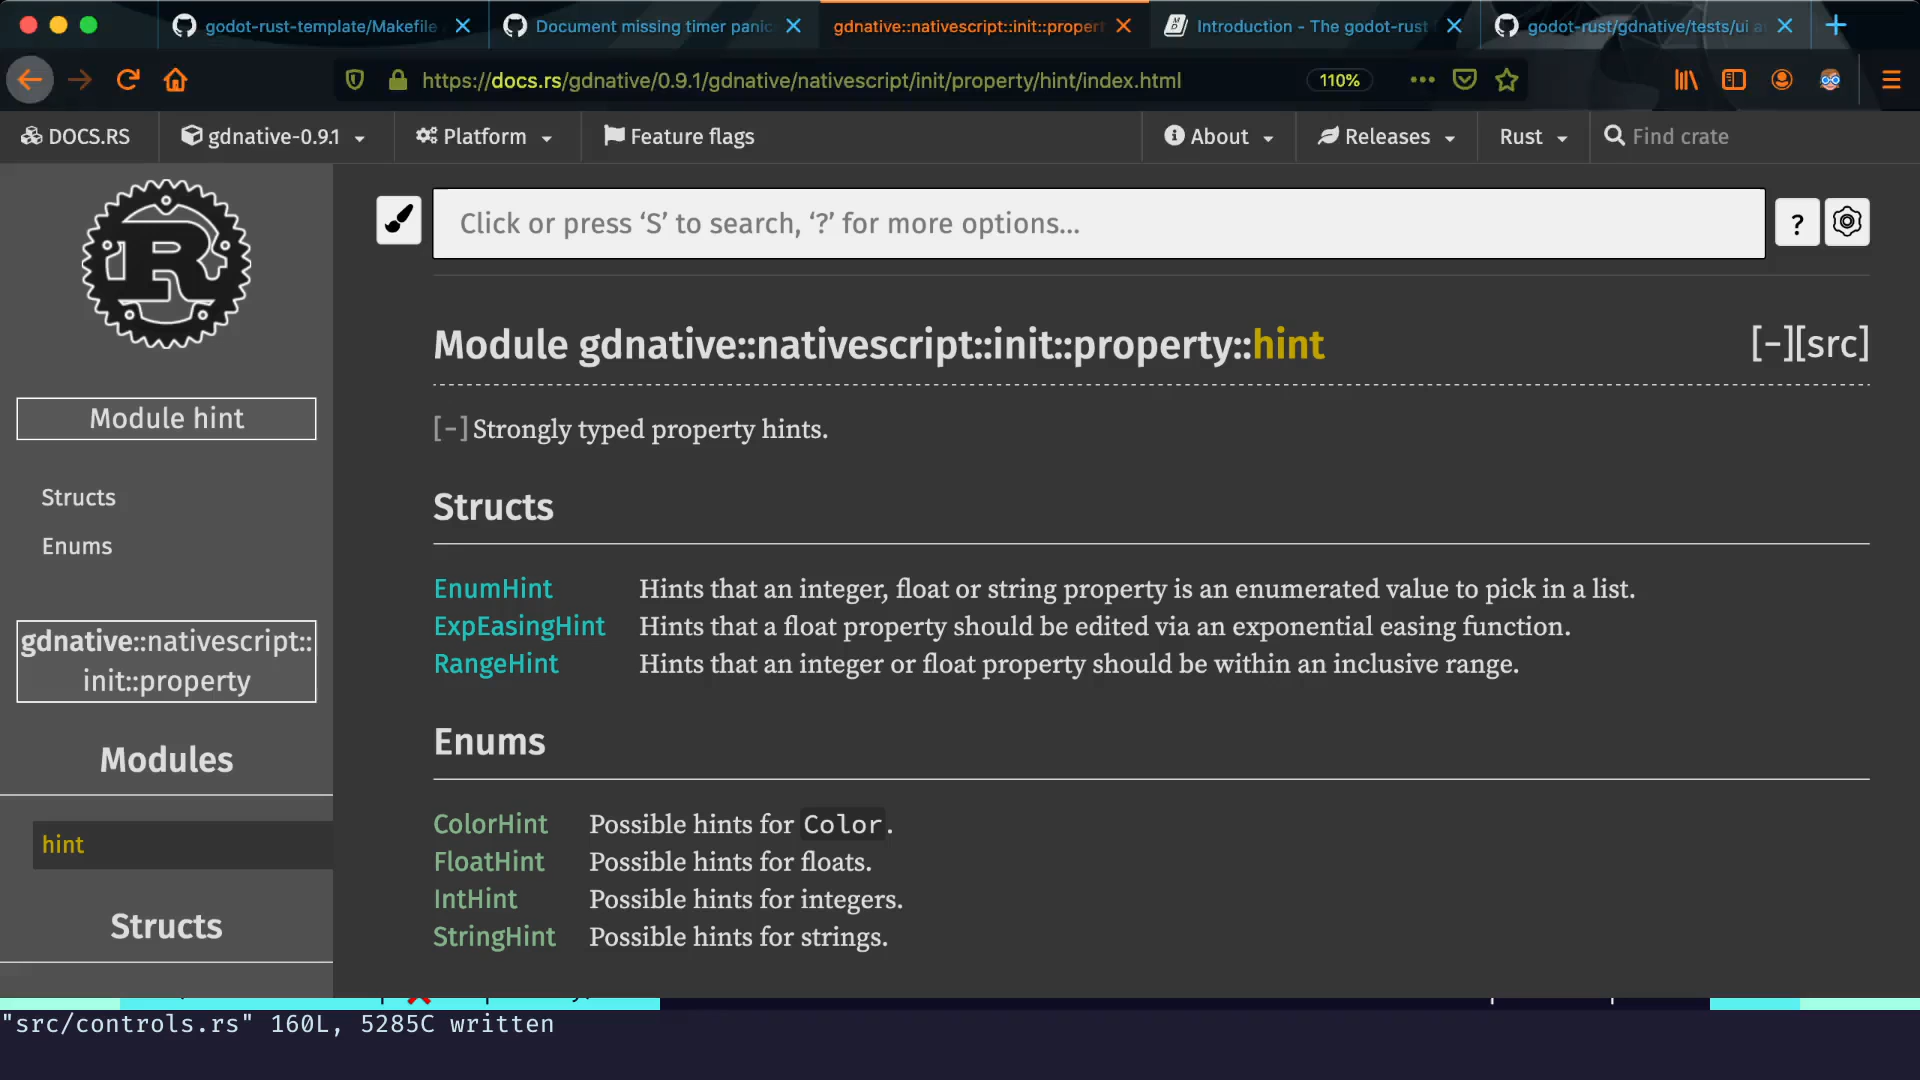 godot-rust-template/Makefile
Document missing timer panic
gdnative::nativescript::init::propert
Introduction - The godot-rust
godot-rust/gdnative/tests/ui a
https://docs.rs/gdnative/0.9.1/gdnative/nativescript/init/property/hint/index.html
110%
DOCS.RS
gdnative-0.9.1
Platform
Feature flags
About
Releases
Rust
Find crate
Click or press ‘S’ to search, ‘?’ for more options...
?
Module hint
Structs
Enums
gdnative::nativescript::
init::property
Modules
hint
Structs
Module gdnative::nativescript::init::property::hint
[-][src]
[-] Strongly typed property hints.
Structs
EnumHint Hints that an integer, float or string property is an enumerated value to pick in a list.
ExpEasingHint Hints that a float property should be edited via an exponential easing function.
RangeHint Hints that an integer or float property should be within an inclusive range.
Enums
ColorHint Possible hints for Color.
FloatHint Possible hints for floats.
IntHint Possible hints for integers.
StringHint Possible hints for strings.
"src/controls.rs" 160L, 5285C written